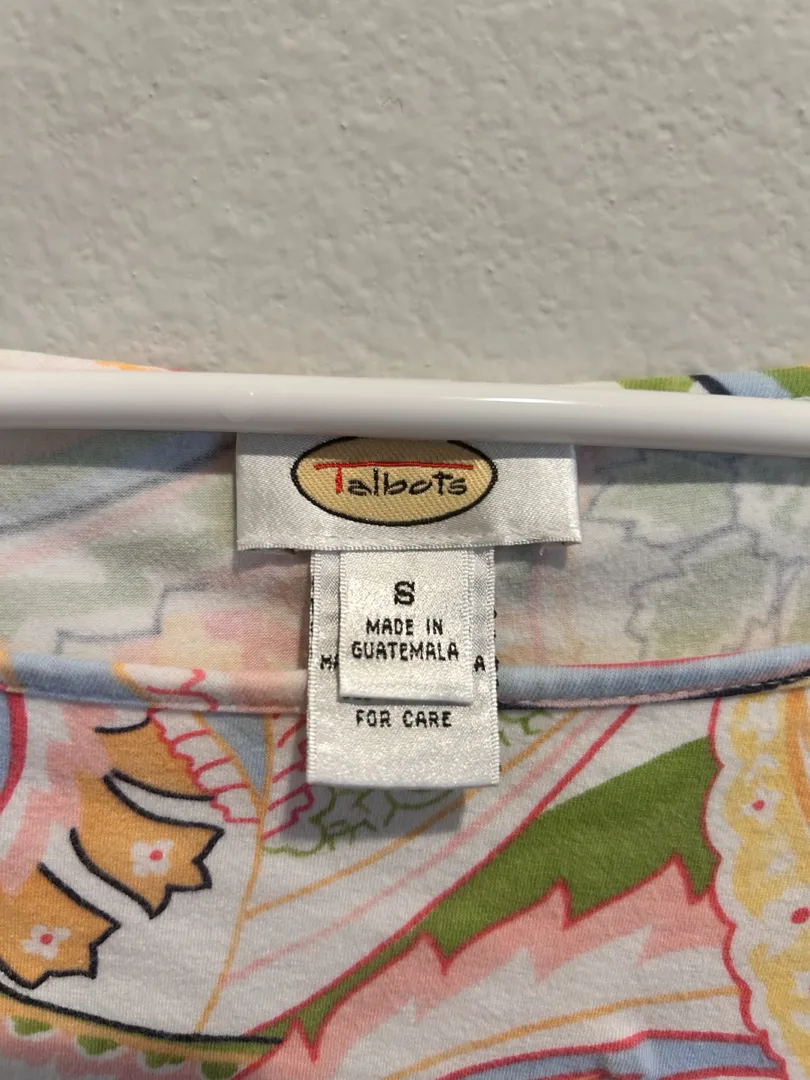 Talbots
S
MADE IN
GUATEMALA
FOR CARE